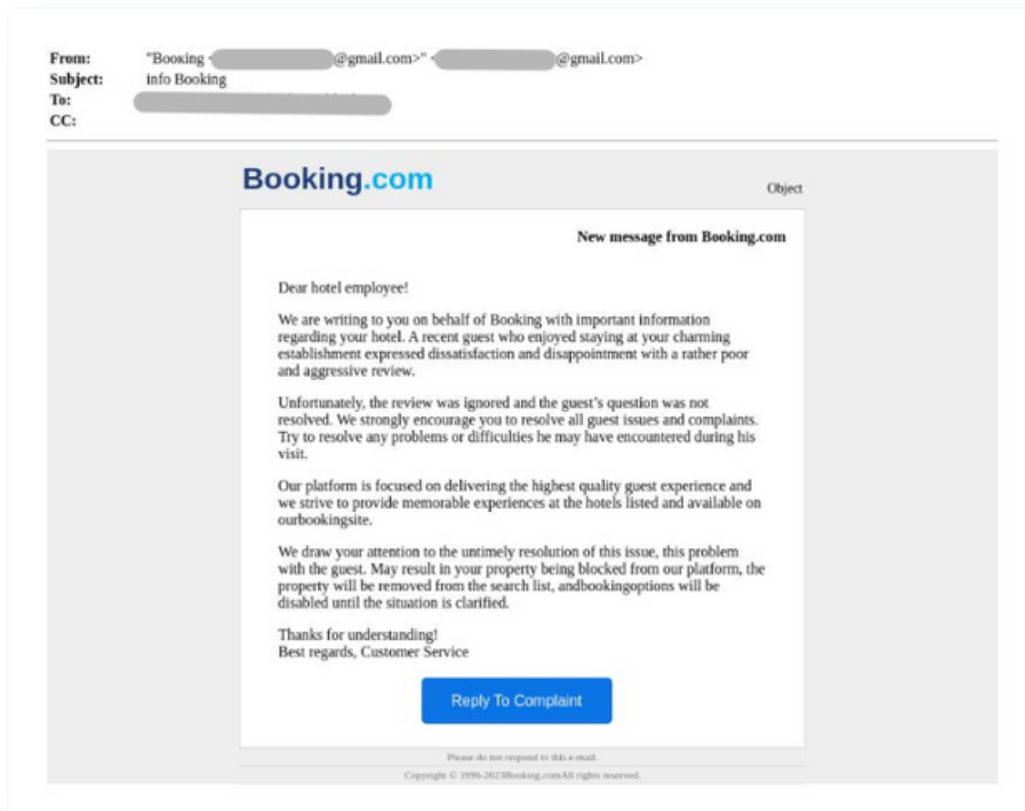 From: "Booking < @gmail.com>" < @gmail.com>
Subject: info Booking
To:
CC:
Booking.com
Object
New message from Booking.com
Dear hotel employee!
We are writing to you on behalf of Booking with important information
regarding your hotel. A recent guest who enjoyed staying at your charming
establishment expressed dissatisfaction and disappointment with a rather poor
and aggressive review.
Unfortunately, the review was ignored and the guest's question was not
resolved. We strongly encourage you to resolve all guest issues and complaints.
Try to resolve any problems or difficulties he may have encountered during his
visit.
Our platform is focused on delivering the highest quality guest experience and
we strive to provide memorable experiences at the hotels listed and available on
ourbookingsite.
We draw your attention to the untimely resolution of this issue, this problem
with the guest. May result in your property being blocked from our platform, the
property will be removed from the search list, andbookingoptions will be
disabled until the situation is clarified.
Thanks for understanding!
Best regards, Customer Service
Reply To Complaint
Please do not respond to this e-mail.
Copyright © 1996-2023Booking.comAll rights reserved.